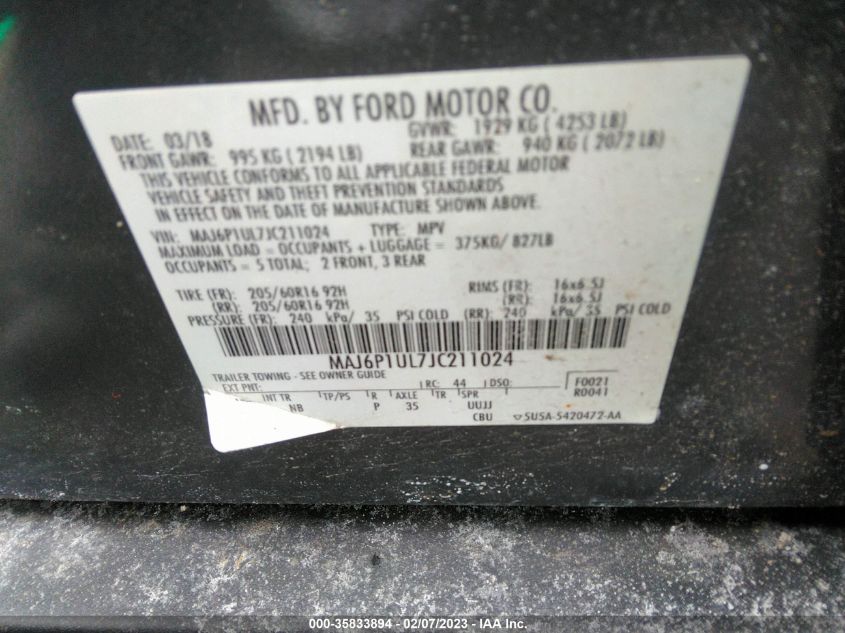 MFD. BY FORD MOTOR CO.
DATE: 03/18 GVWR: 1929 KG ( 4253 LB)
FRONT GAWR: 995 KG ( 2194 LB) REAR GAWR: 940 KG ( 2072 LB)
THIS VEHICLE CONFORMS TO ALL APPLICABLE FEDERAL MOTOR
VEHICLE SAFETY AND THEFT PREVENTION STANDARDS
IN EFFECT ON THE DATE OF MANUFACTURE SHOWN ABOVE.
VIN: MAJ6P1UL7JC211024 TYPE: MPV
MAXIMUM LOAD = OCCUPANTS + LUGGAGE = 375KG/ 827LB
OCCUPANTS = 5 TOTAL; 2 FRONT, 3 REAR
TIRE (FR): 205/60R16 92H RIMS (FR): 16x6.5J
(RR): 205/60R16 92H (RR): 16x6.5J
PRESSURE (FR): 240 kPa/ 35 PSI COLD (RR): 240 kPa/ 35 PSI COLD
MAJ6P1UL7JC211024
TRAILER TOWING - SEE OWNER GUIDE
EXT PNT: RC: 44 DSO: F0021
R0041
INT TR TP/PS R AXLE TR SPR
NB P 35 UUJJ
CBU SU5A-5420472-AA
000-35833894 - 02/07/2023 - IAA